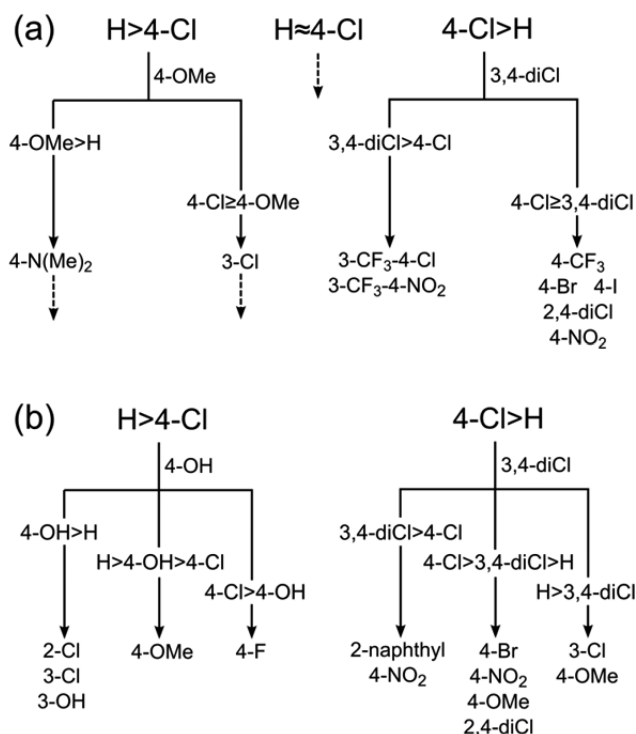 (a) H>4-Cl H≈4-Cl 4-Cl>H
4-OMe 3,4-diCl
4-OMe>H 3,4-diCl>4-Cl
4-Cl≥4-OMe 4-Cl≥3,4-diCl
4-N(Me)₂ 3-Cl 3-CF₃-4-Cl 4-CF₃
3-CF₃-4-NO₂ 4-Br 4-I
2,4-diCl
4-NO₂
(b) H>4-Cl 4-Cl>H
4-OH 3,4-diCl
4-OH>H 3,4-diCl>4-Cl
H>4-OH>4-Cl 4-Cl>3,4-diCl>H
4-Cl>4-OH H>3,4-diCl
2-Cl 4-OMe 4-F 2-naphthyl 4-Br 3-Cl
3-Cl 4-NO₂ 4-NO₂ 4-OMe
3-OH 4-OMe
2,4-diCl